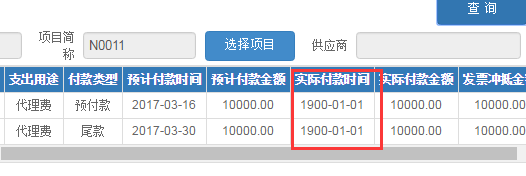 查 询
项目简称 N0011 选择项目 供应商
支出用途 付款类型 预计付款时间 预计付款金额 实际付款时间 实际付款金额 发票冲帐金
代理费 预付款 2017-03-16 10000.00 1900-01-01 10000.00 10000.00
代理费 尾款 2017-03-30 10000.00 1900-01-01 10000.00 10000.00